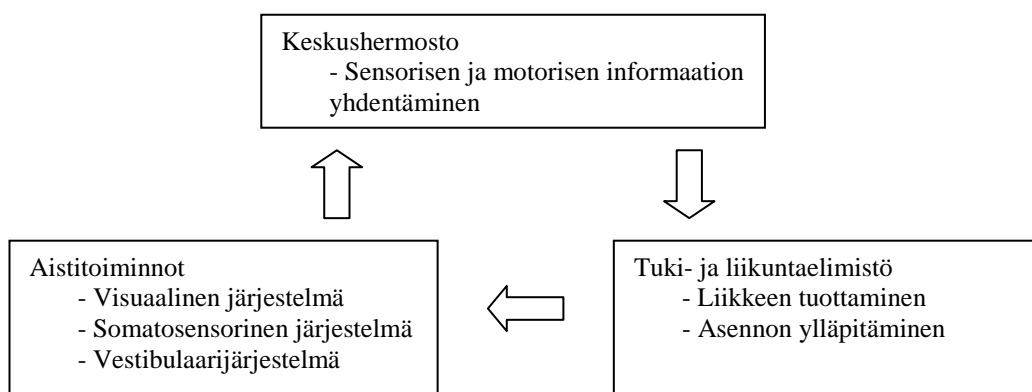 Keskushermosto
- Sensorisen ja motorisen informaation
yhdentäminen
Aistitoiminnot
- Visuaalinen järjestelmä
- Somatosensorinen järjestelmä
- Vestibulaarijärjestelmä
Tuki- ja liikuntaelimistö
- Liikkeen tuottaminen
- Asennon ylläpitäminen